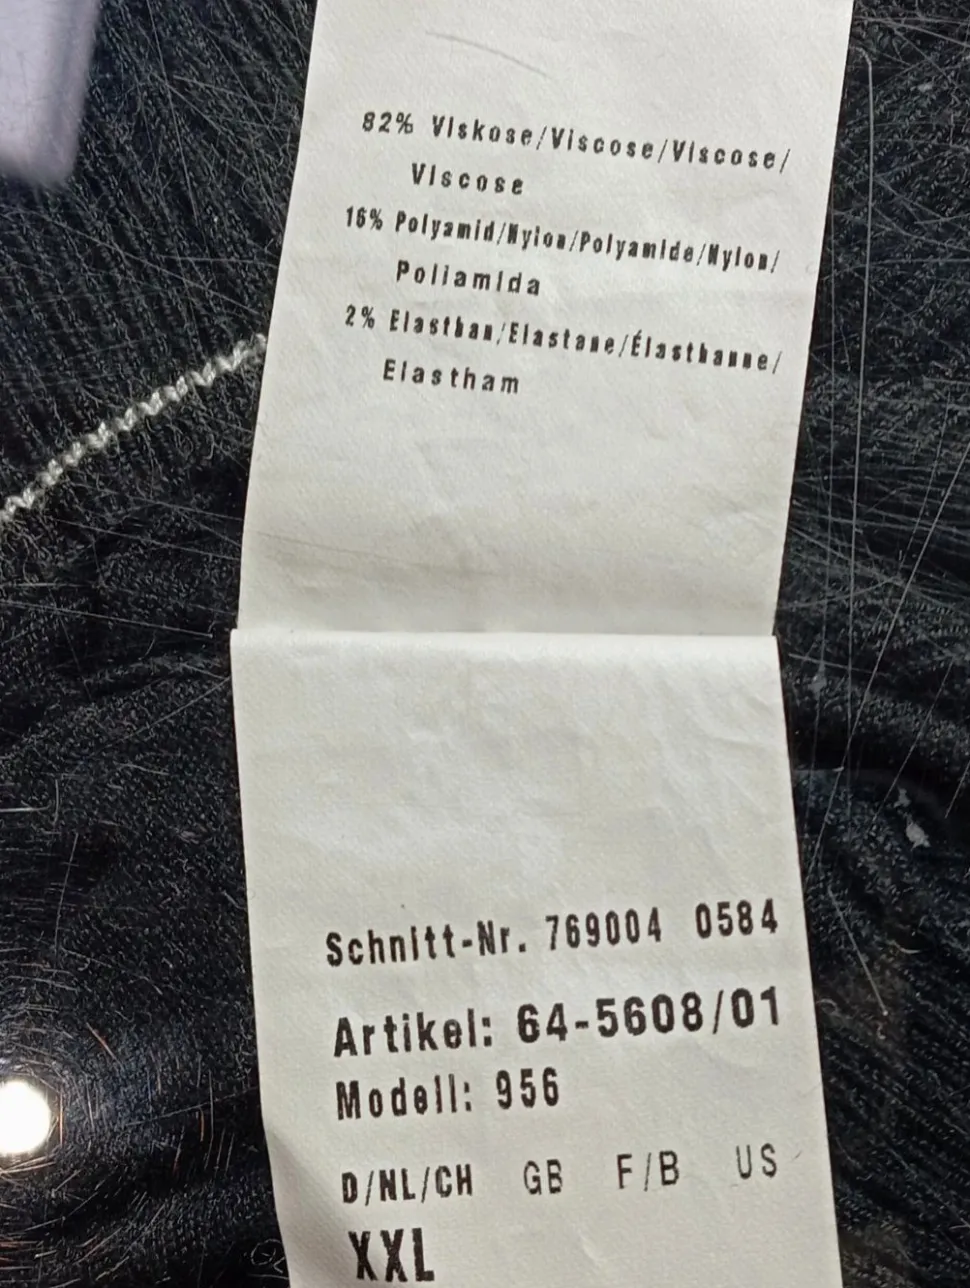 82% Viskose/Viscose/Viscose/
Viscose
16% Polyamid/Nylon/Polyamide/Nylon/
Poliamida
2% Elasthan/Elastane/Élasthanne/
Elastham
Schnitt-Nr. 769004 0584
Artikel: 64-5608/01
Modell: 956
D/NL/CH GB F/B US
XXL